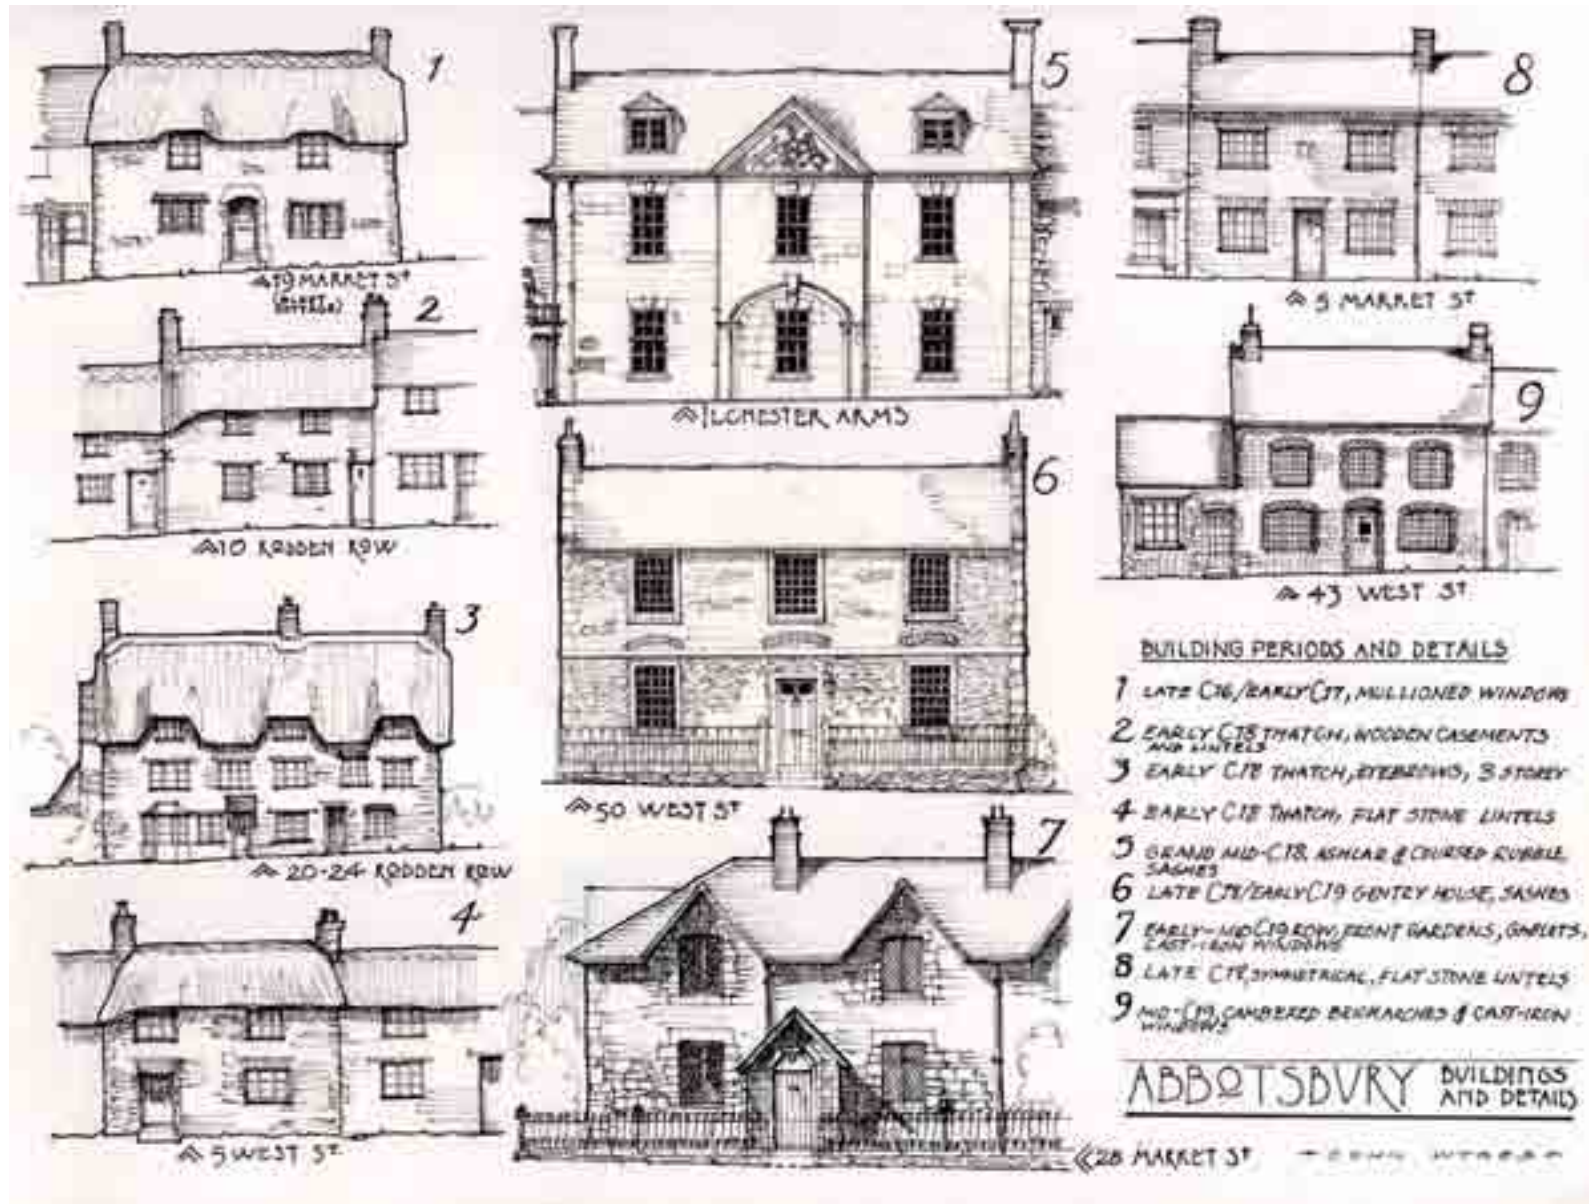 1
19 MARKET ST
2
10 RODDEN ROW
3
20-24 RODDEN ROW
4
5 WEST ST
5
ILCHESTER ARMS
6
50 WEST ST
7
28 MARKET ST
8
5 MARKET ST
9
43 WEST ST
BUILDING PERIODS AND DETAILS
1 LATE C16/EARLY C17, MULLIONED WINDOWS
2 EARLY C18 THATCH, WOODEN CASEMENTS
AND LINTELS
3 EARLY C18 THATCH, EYEBROWS, 3 STOREY
4 EARLY C18 THATCH, FLAT STONE LINTELS
5 GRAND MID-C18, ASHLAR & COURSED RUBBLE
SASHES
6 LATE C18/EARLY C19 GENTRY HOUSE, SASHES
7 EARLY-MID C19 ROW, FRONT GARDENS, GABLETS,
CAST-IRON WINDOWS
8 LATE SYMMETRICAL, FLAT STONE LINTELS
9 MID-C19, CAMBERED BRICK ARCHES & CAST-IRON
WINDOWS
ABBOTSBURY BUILDINGS
AND DETAILS